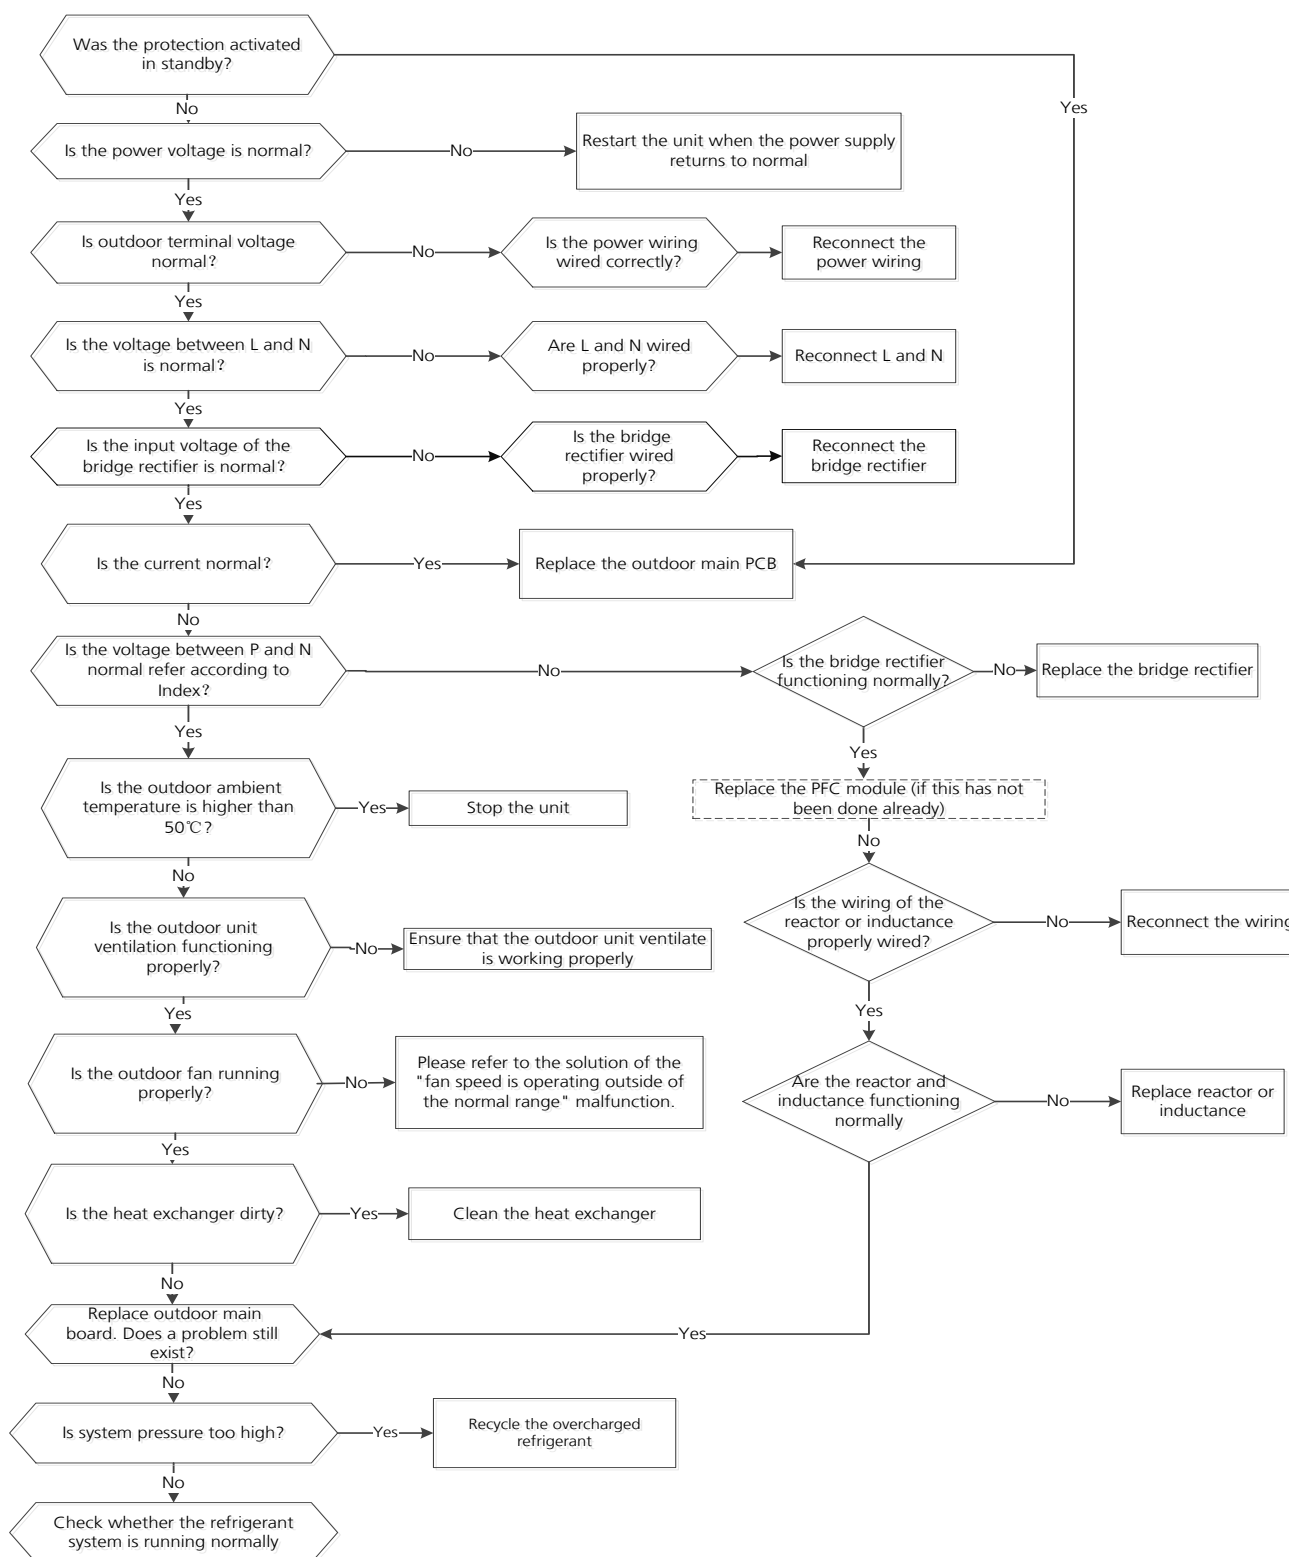 Was the protection activated
in standby?
Yes
No
Is the power voltage is normal?
No
Restart the unit when the power supply
returns to normal
Yes
Is outdoor terminal voltage
normal?
No
Is the power wiring
wired correctly?
Reconnect the
power wiring
Yes
Is the voltage between L and N
is normal?
No
Are L and N wired
properly?
Reconnect L and N
Yes
Is the input voltage of the
bridge rectifier is normal?
No
Is the bridge
rectifier wired
properly?
Reconnect the
bridge rectifier
Yes
Is the current normal?
Yes
Replace the outdoor main PCB
No
Is the voltage between P and N
normal refer according to
Index?
No
Is the bridge rectifier
functioning normally?
No
Replace the bridge rectifier
Yes
Yes
Is the outdoor ambient
temperature is higher than
50℃?
Yes
Stop the unit
Replace the PFC module (if this has not
been done already)
No
No
Is the outdoor unit
ventilation functioning
properly?
No
Ensure that the outdoor unit ventilate
is working properly
Is the wiring of the
reactor or inductance
properly wired?
No
Reconnect the wiring
Yes
Yes
Is the outdoor fan running
properly?
No
Please refer to the solution of the
"fan speed is operating outside of
the normal range" malfunction.
Are the reactor and
inductance functioning
normally
No
Replace reactor or
inductance
Yes
Is the heat exchanger dirty?
Yes
Clean the heat exchanger
No
Replace outdoor main
board. Does a problem still
exist?
Yes
No
Is system pressure too high?
Yes
Recycle the overcharged
refrigerant
No
Check whether the refrigerant
system is running normally